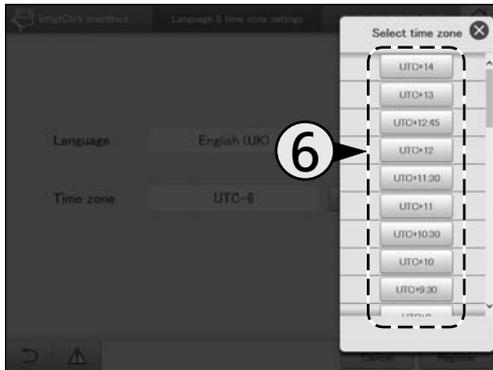 Language & time zone settings
Select time zone
UTC+14
UTC+13
UTC+12:45
Language
English (UK)
6
UTC+12
UTC+11:30
Time zone
UTC-6
UTC+11
UTC+10:30
UTC+10
UTC+9:30
Cancel
Register